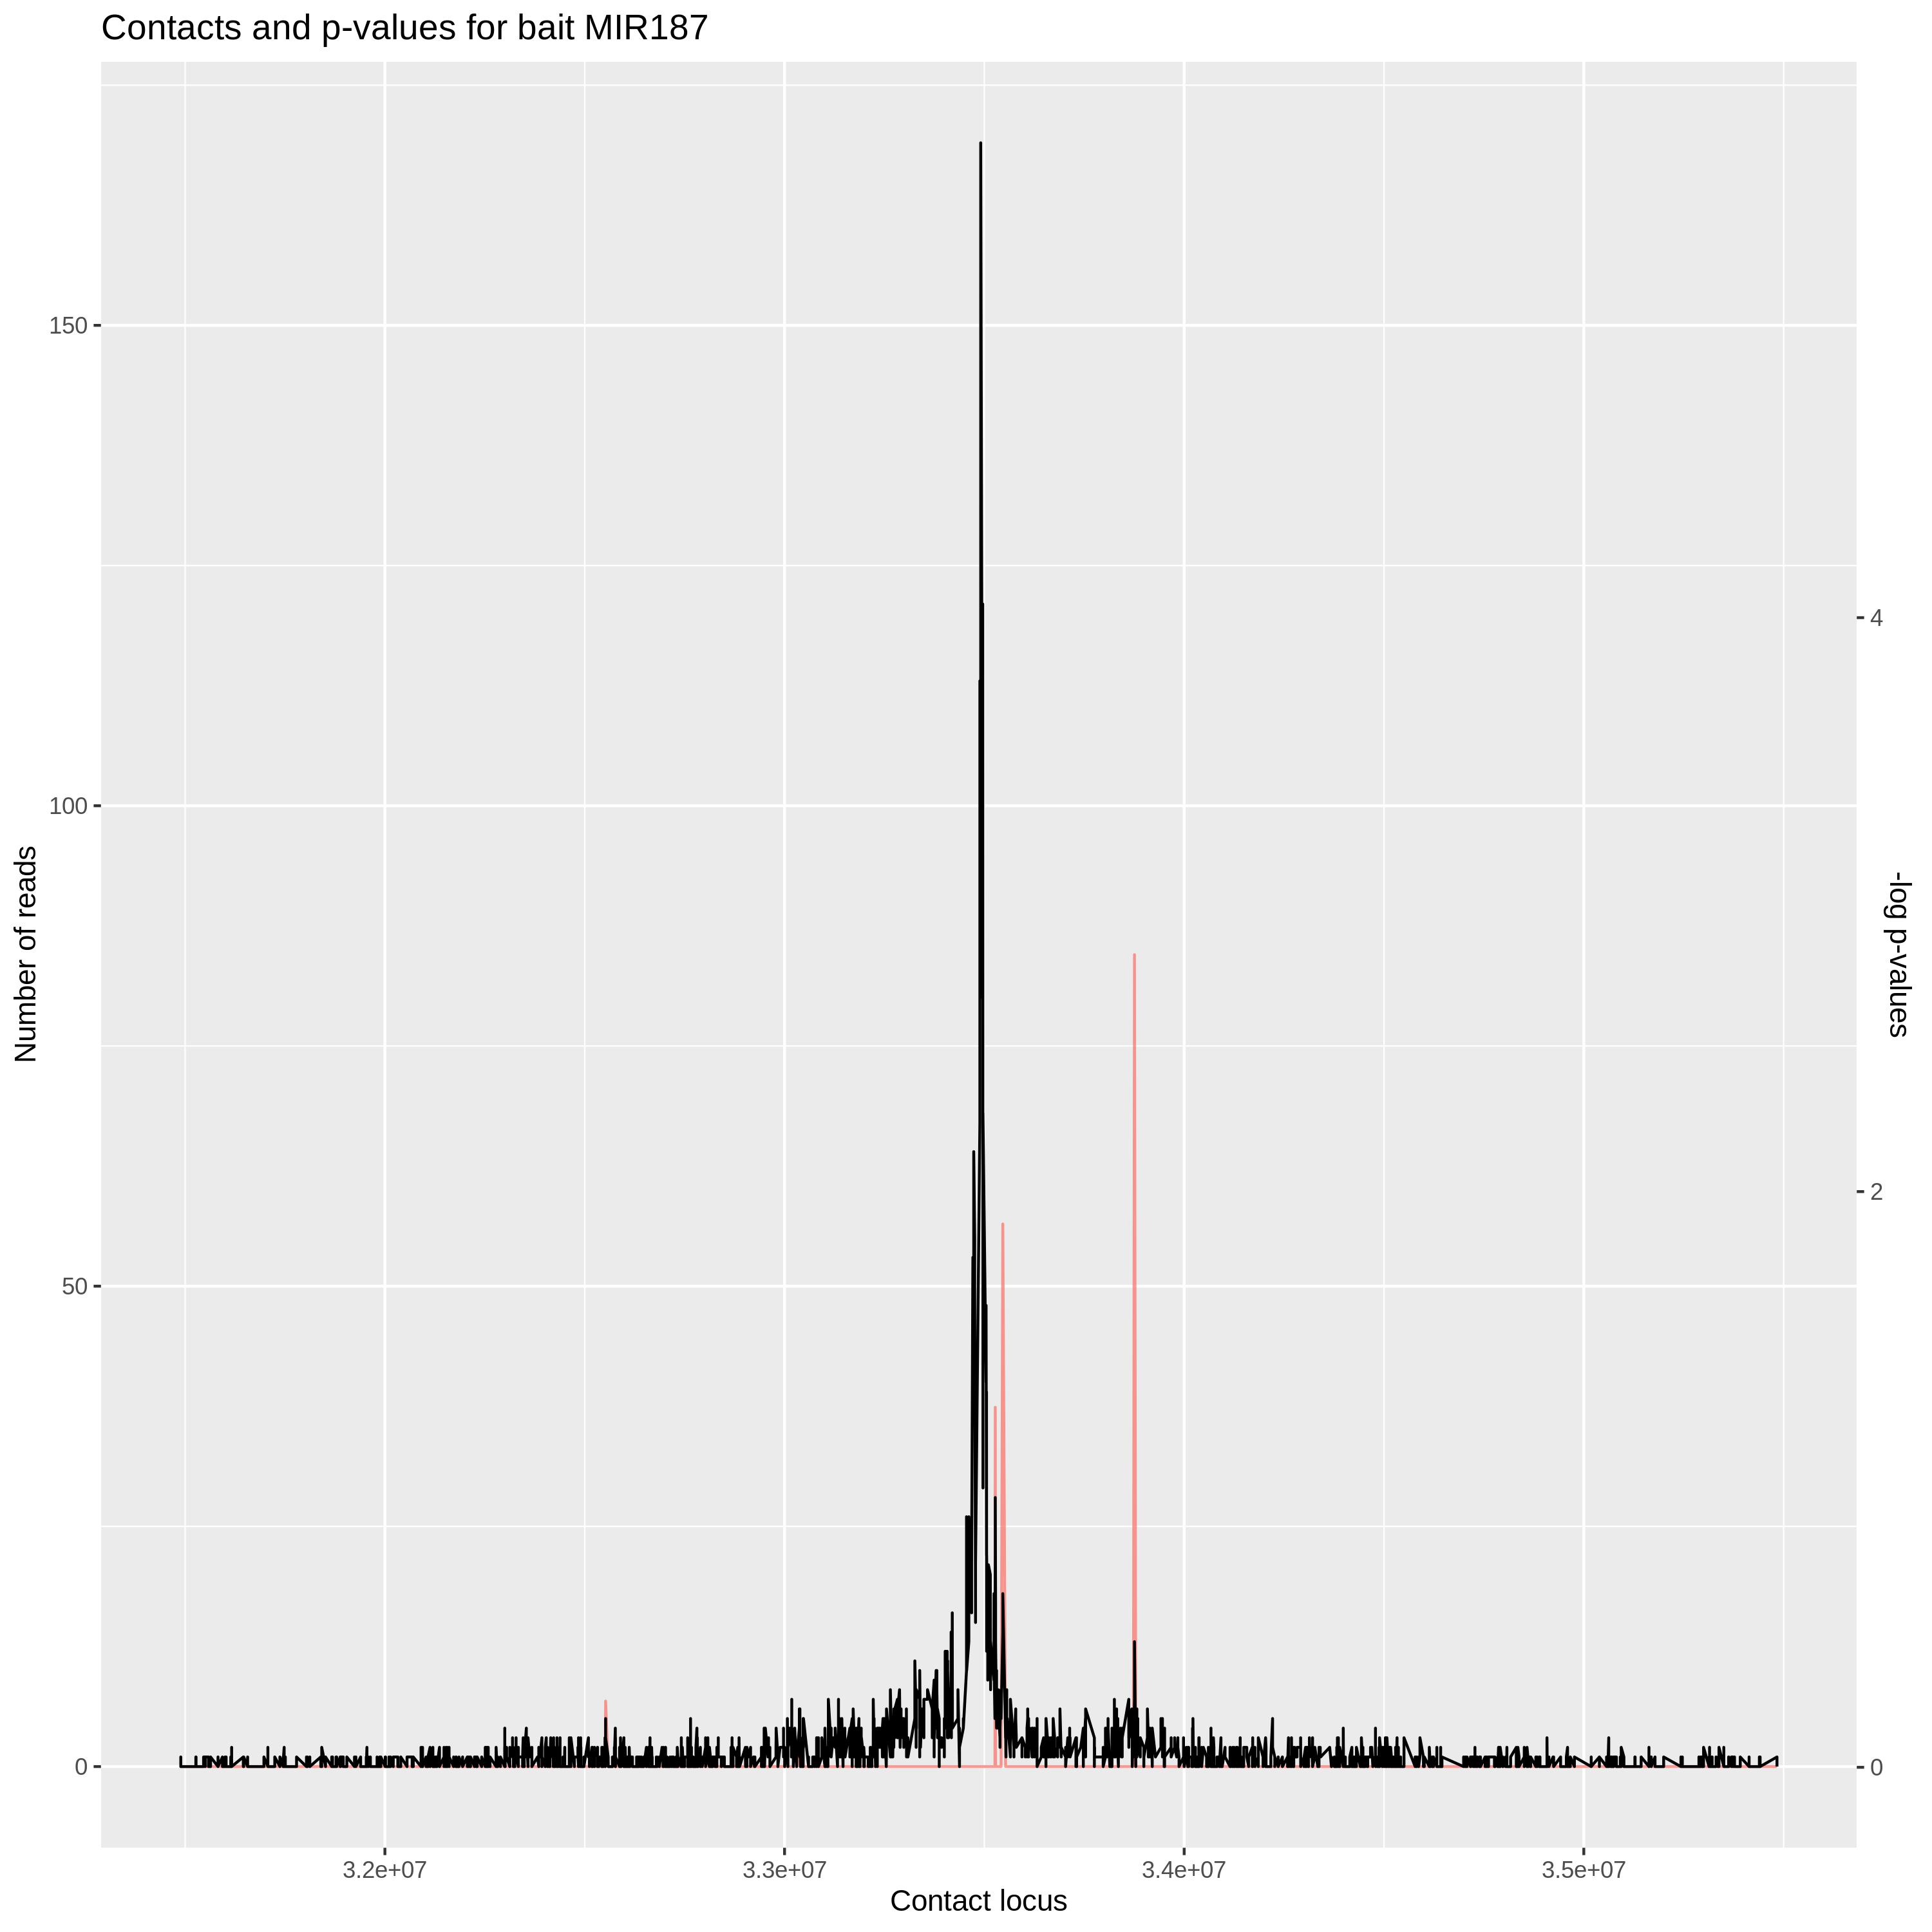 Contacts and p-values for bait MIR187
150
100
50
0
Number of reads
4
2
0
-log p-values
3.2e+07
3.3e+07
3.4e+07
3.5e+07
Contact locus